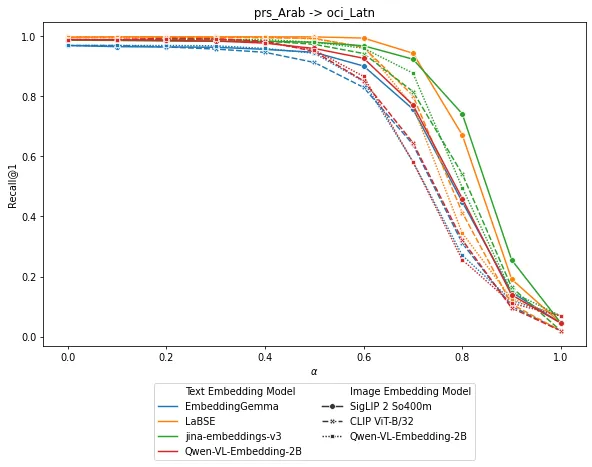 prs_Arab -> oci_Latn
1.0
0.8
0.6
0.4
0.2
0.0
Recall@1
0.0 0.2 0.4 0.6 0.8 1.0
α
Text Embedding Model Image Embedding Model
EmbeddingGemma SigLIP 2 So400m
LaBSE CLIP ViT-B/32
jina-embeddings-v3 Qwen-VL-Embedding-2B
Qwen-VL-Embedding-2B